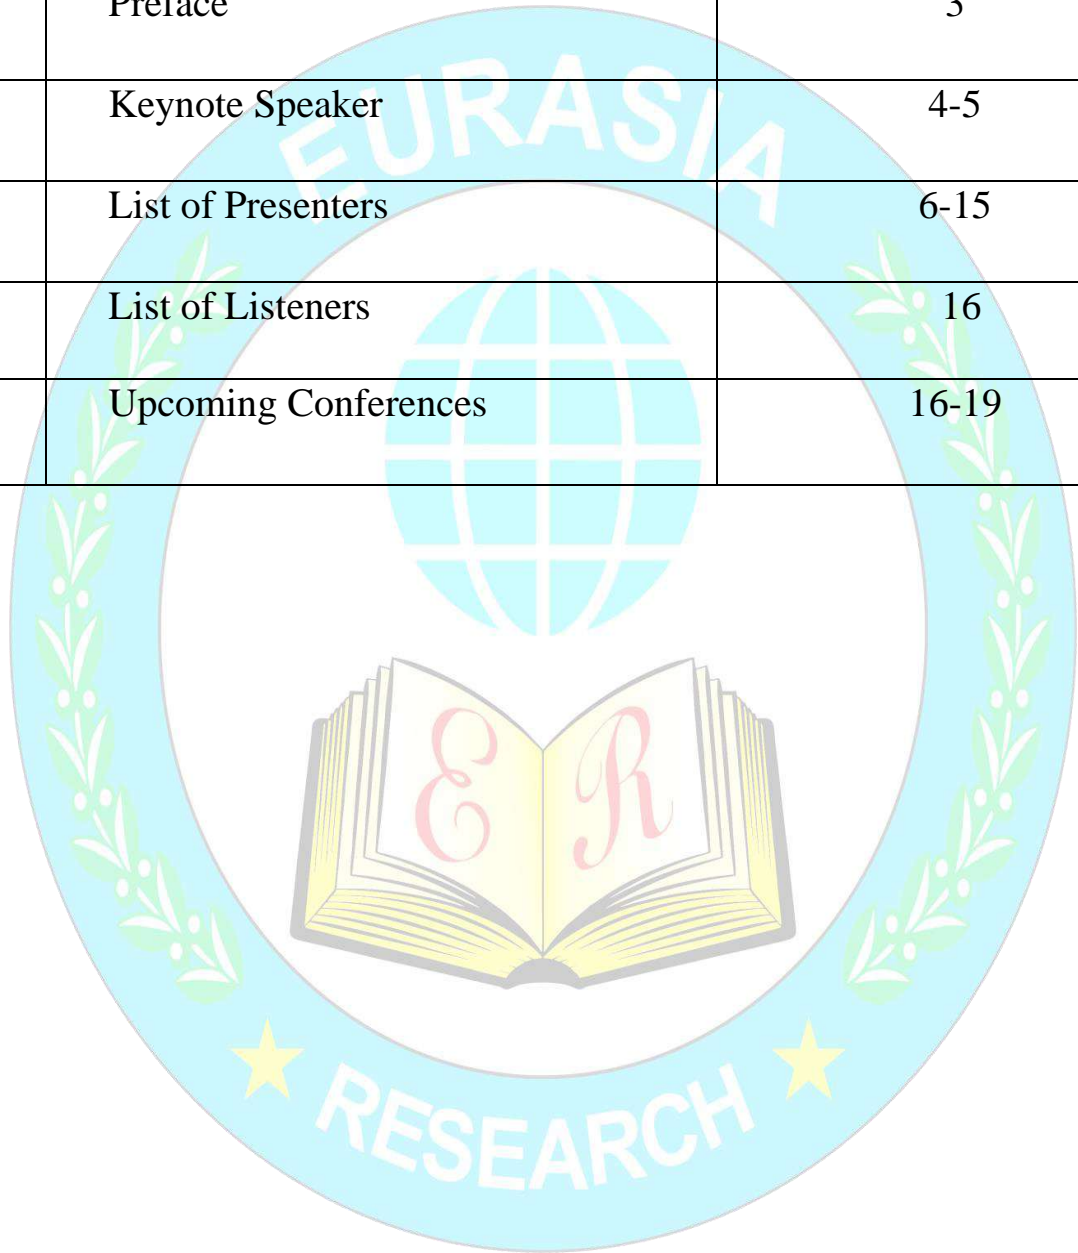 Preface 3
Keynote Speaker 4-5
List of Presenters 6-15
List of Listeners 16
Upcoming Conferences 16-19
EURASIA
E R
RESEARCH